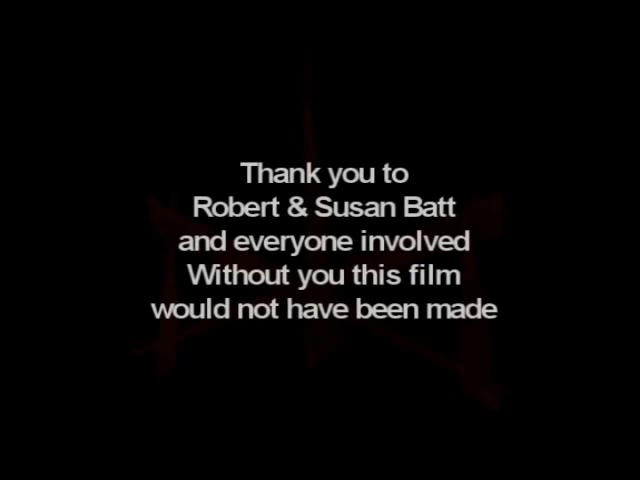 Thank you to
Robert & Susan Batt
and everyone involved
Without you this film
would not have been made